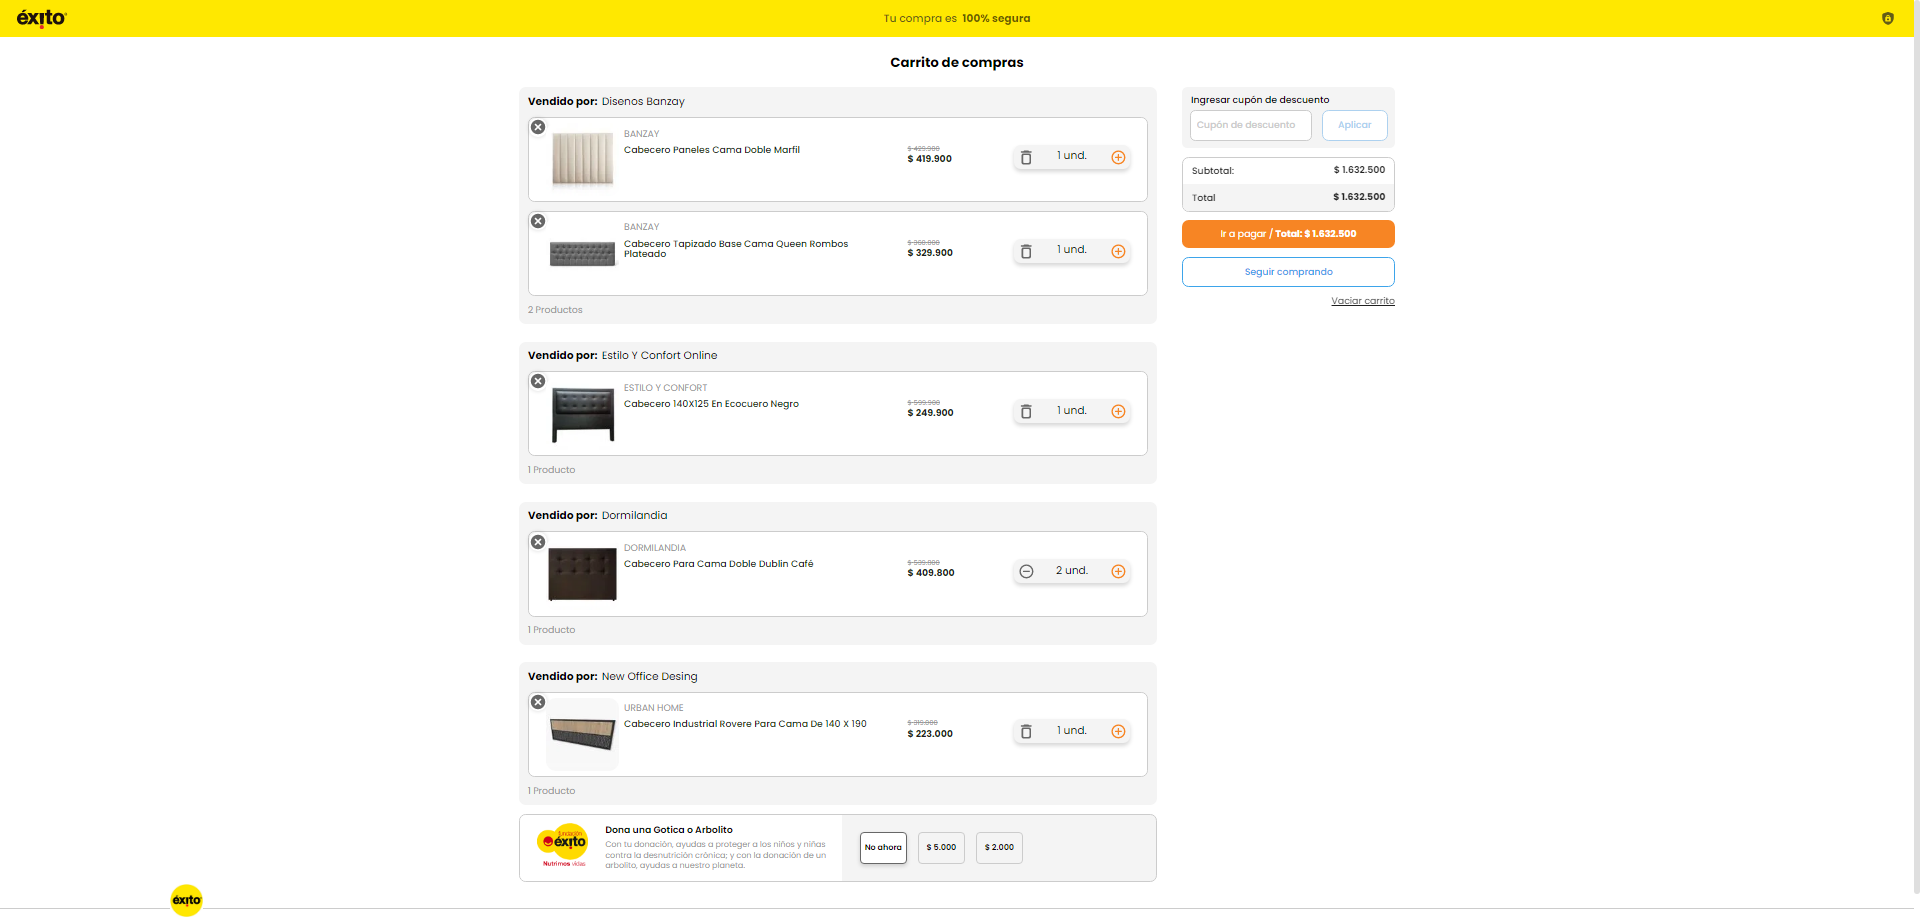 éxito
Tu compra es 100% segura
Carrito de compras
Vendido por: Disenos Banzay
BANZAY
Cabecero Paneles Cama Doble Marfil
$ 429.900
$ 419.900
1 und.
BANZAY
Cabecero Tapizado Base Cama Queen Rombos
Plateado
$ 329.900
1 und.
2 Productos
Vendido por: Estilo Y Confort Online
ESTILO Y CONFORT
Cabecero 140X125 En Ecocuero Negro
$ 249.900
1 und.
1 Producto
Vendido por: Dormilandia
DORMILANDIA
Cabecero Para Cama Doble Dublin Café
$ 409.800
2 und.
1 Producto
Vendido por: New Office Desing
URBAN HOME
Cabecero Industrial Rovere Para Cama De 140 X 190
$ 223.000
1 und.
1 Producto
fundación
éxito
Nutrimos vidas
Dona una Gotica o Arbolito
Con tu donación, ayudas a proteger a los niños y niñas
contra la desnutrición crónica; y con la donación de un
arbolito, ayudas a nuestro planeta.
No ahora
$ 5.000
$ 2.000
Ingresar cupón de descuento
Cupón de descuento
Aplicar
Subtotal: $ 1.632.500
Total $ 1.632.500
Ir a pagar / Total: $ 1.632.500
Seguir comprando
Vaciar carrito
éxito